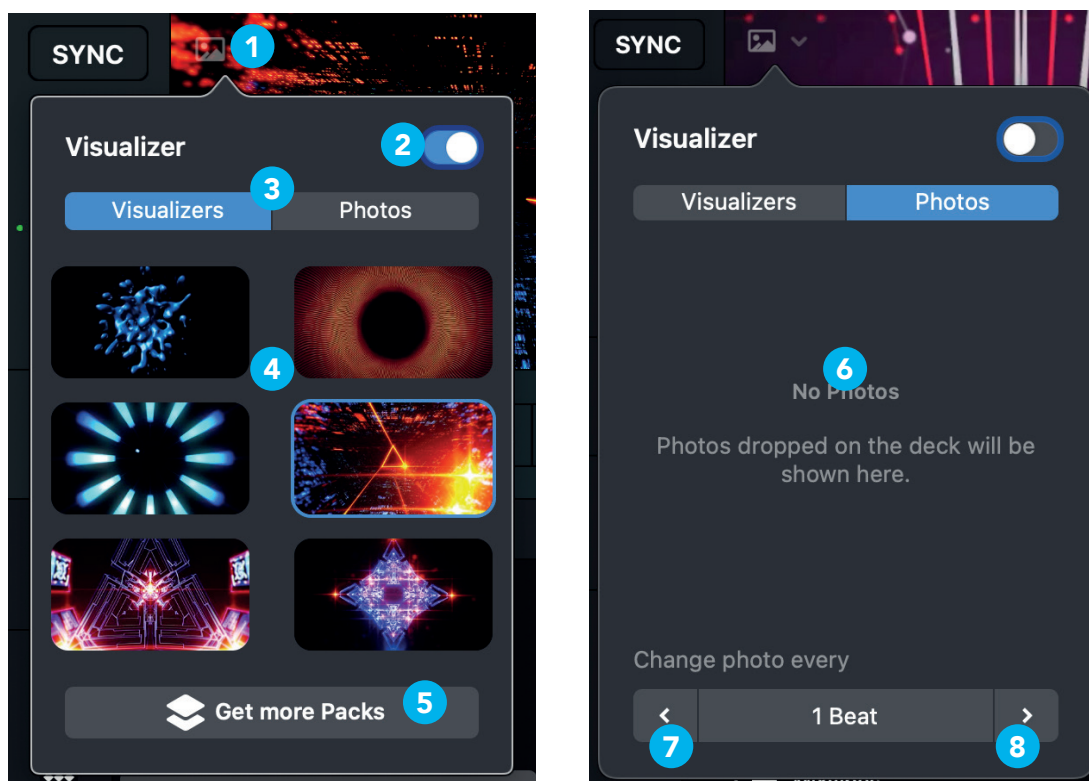 SYNC
1
Visualizer
2
3
Visualizers
Photos
4
Get more Packs
5
SYNC
Visualizer
Visualizers
Photos
6
No Photos
Photos dropped on the deck will be
shown here.
Change photo every
1 Beat
7
8